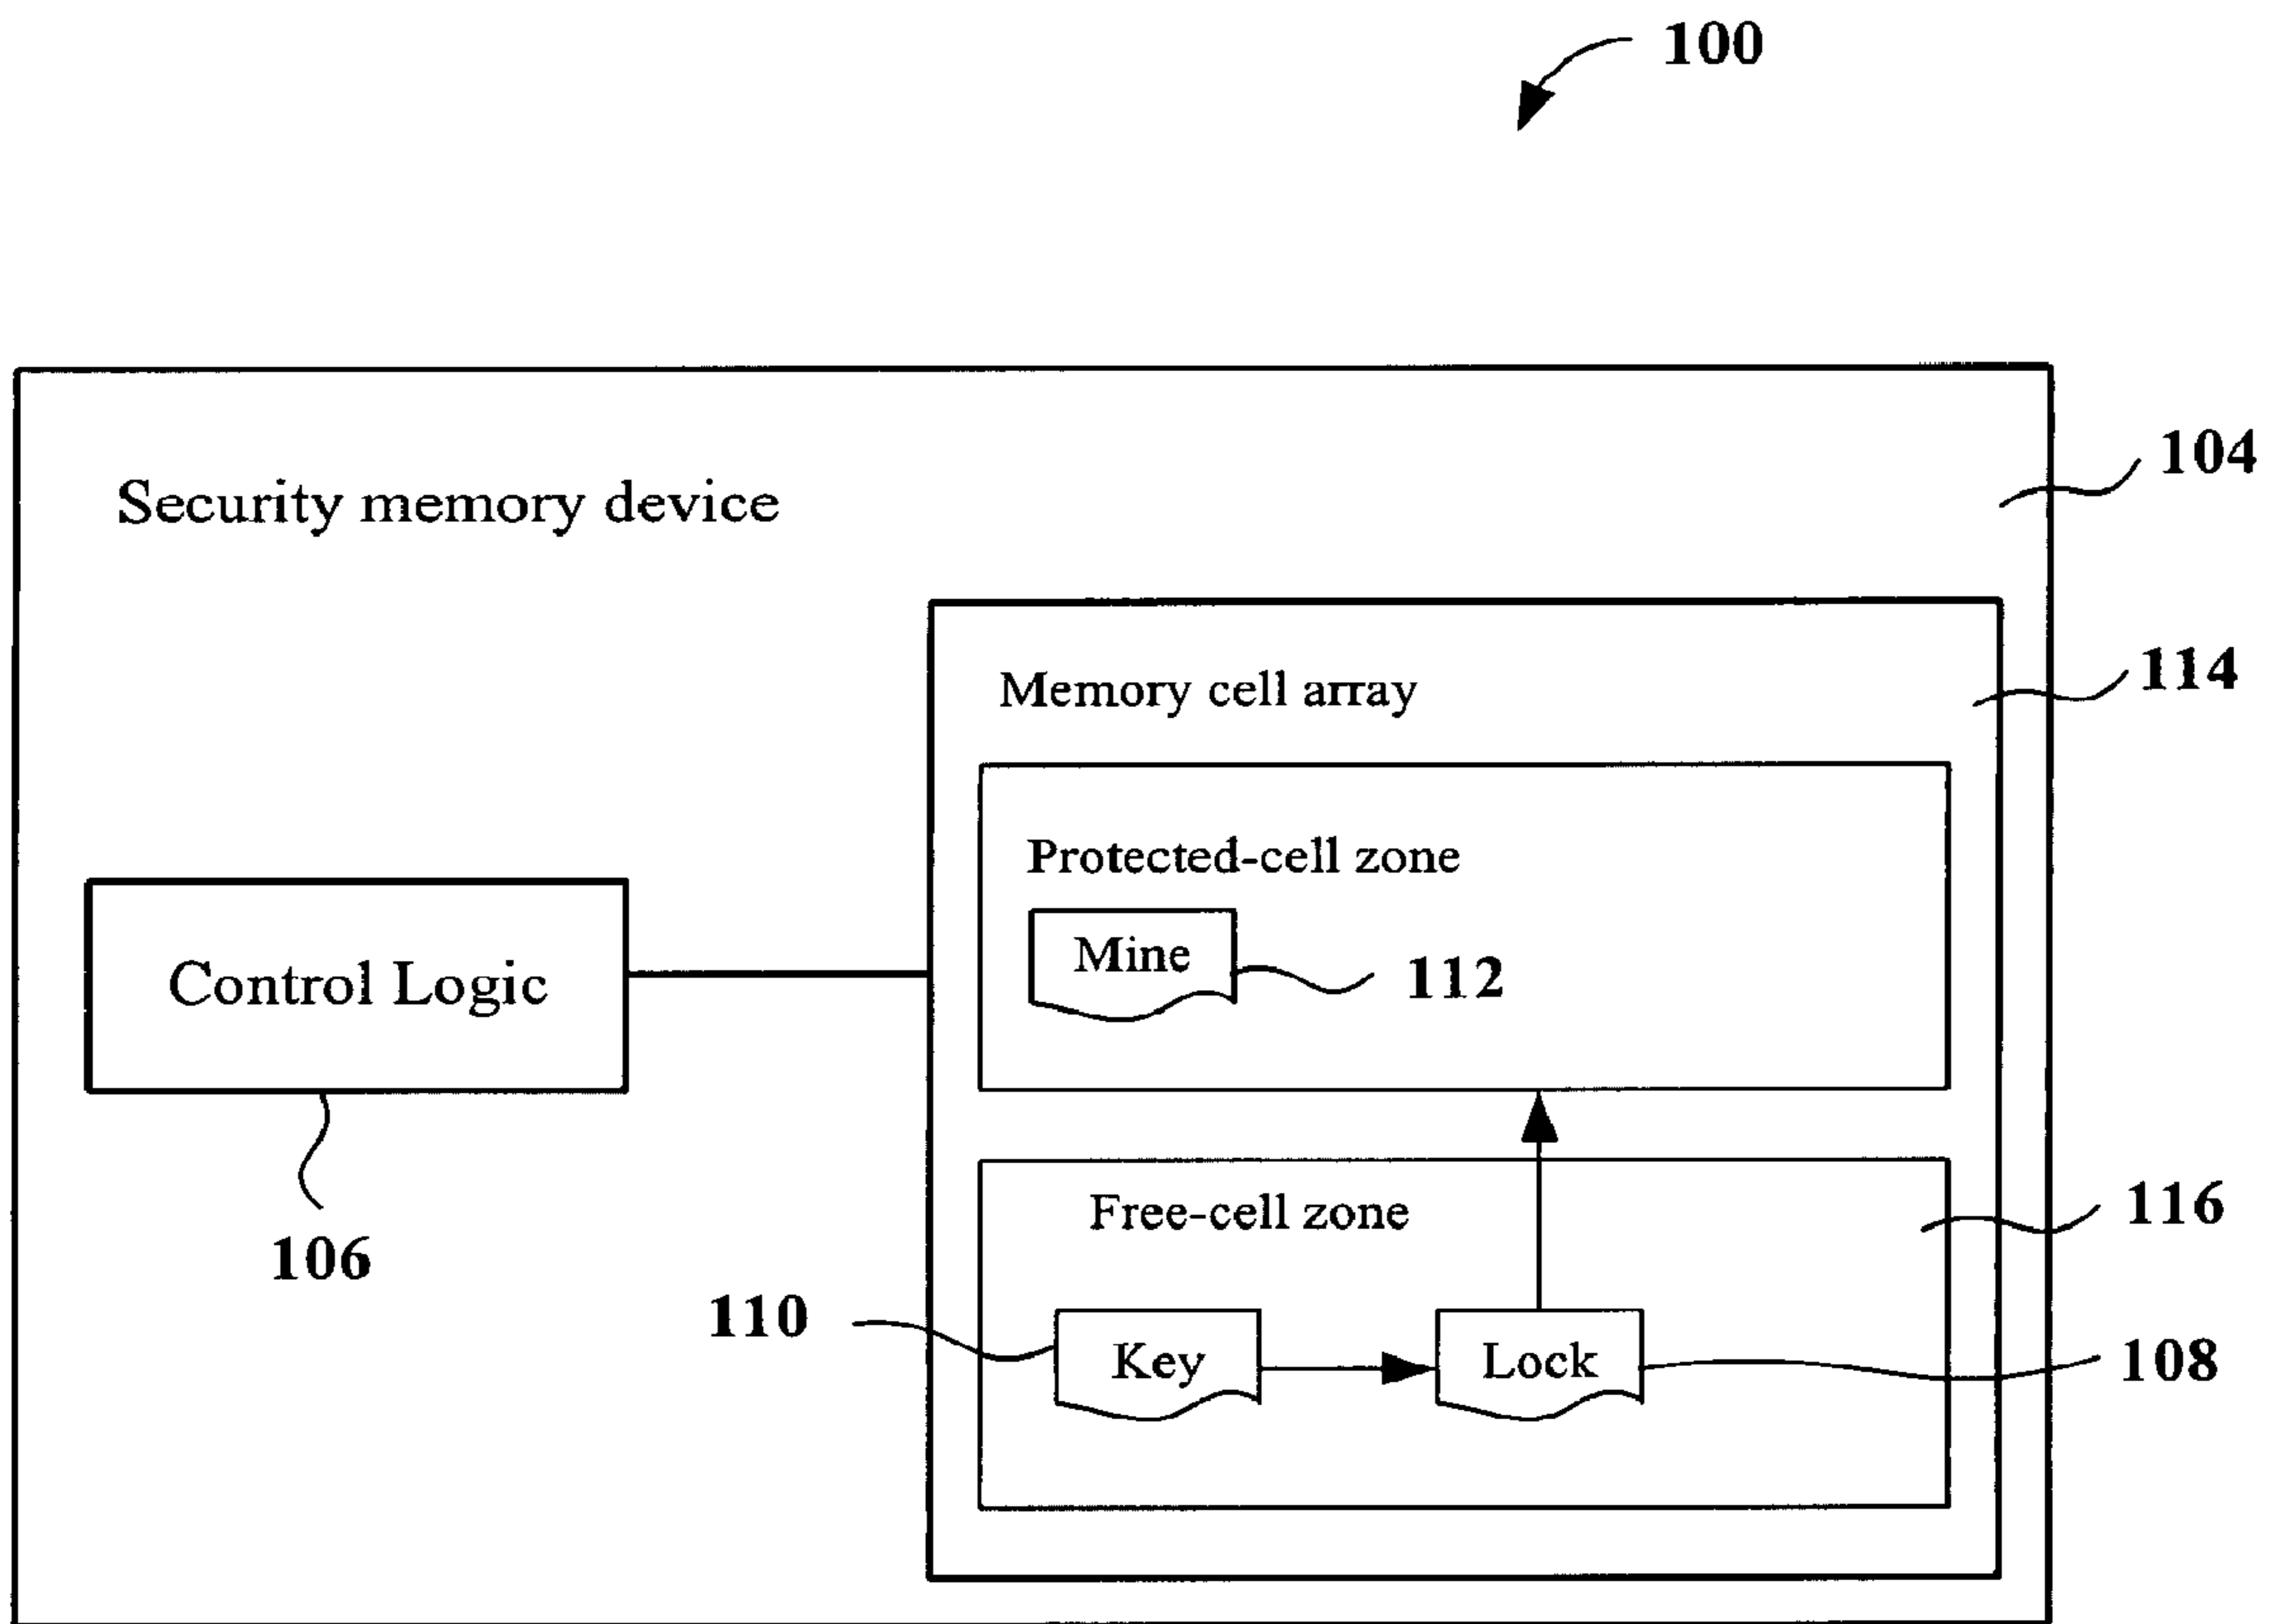 100
104
Security memory device
114
Memory cell array
Protected-cell zone
Mine
112
Control Logic
106
Free-cell zone
116
110
Key
Lock
108